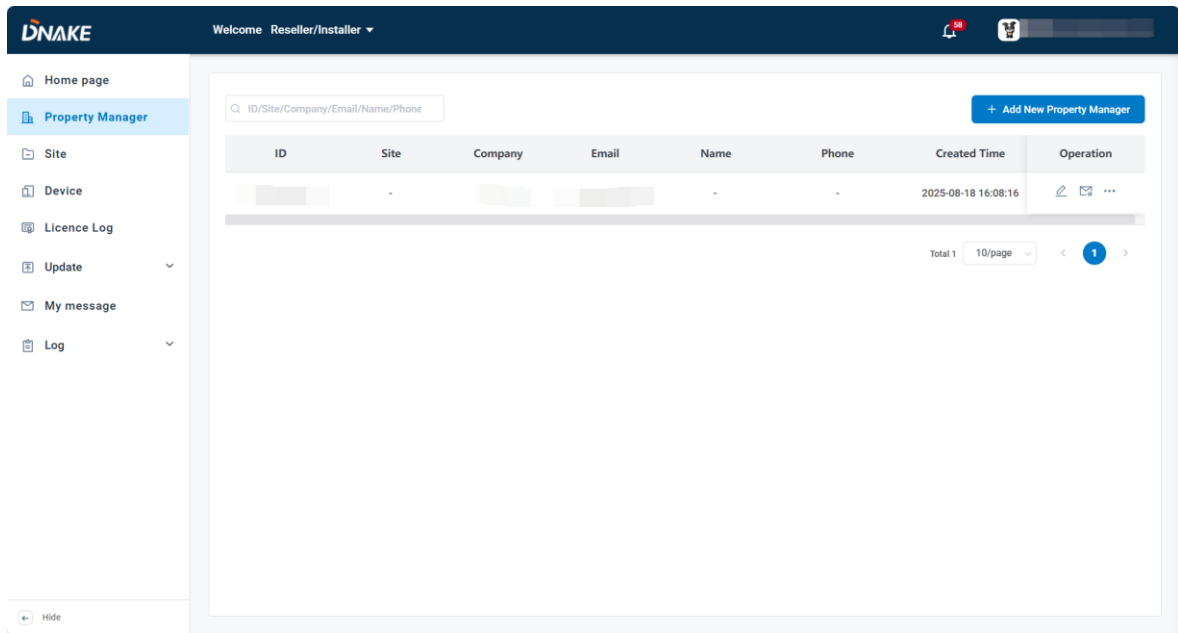 DNAKE
Welcome Reseller/Installer
58
Home page
Property Manager
Site
Device
Licence Log
Update
My message
Log
Hide
ID/Site/Company/Email/Name/Phone
+ Add New Property Manager
ID Site Company Email Name Phone Created Time Operation
- - - 2025-08-18 16:08:16 ...
Total 1 10/page < 1 >